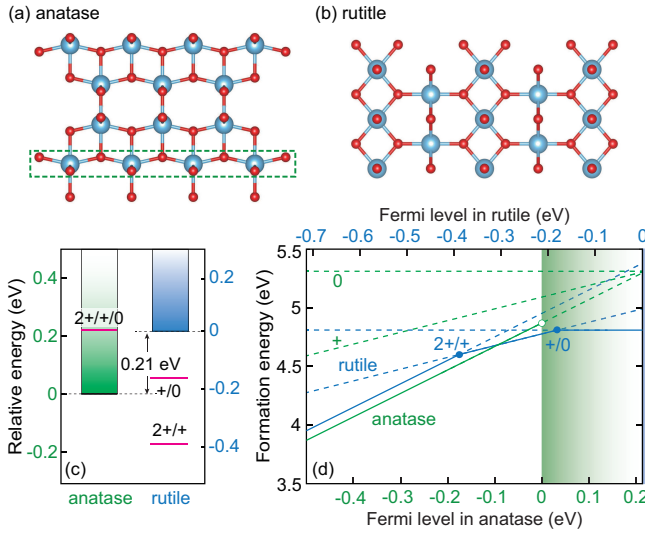 (a) anatase
(b) rutitle
Relative energy (eV)
0.4
0.2
0
-0.2
2+/+/0
0.21 eV
+/0
2+/+
0.2
0
-0.2
-0.4
(c)
anatase
rutile
Fermi level in rutile (eV)
-0.7
-0.6
-0.5
-0.4
-0.3
-0.2
-0.1
0
Formation energy (eV)
5.5
5
4.5
4
3.5
0
+
rutile
2+/+
+/0
anatase
(d)
-0.4
-0.3
-0.2
-0.1
0
0.1
0.2
Fermi level in anatase (eV)